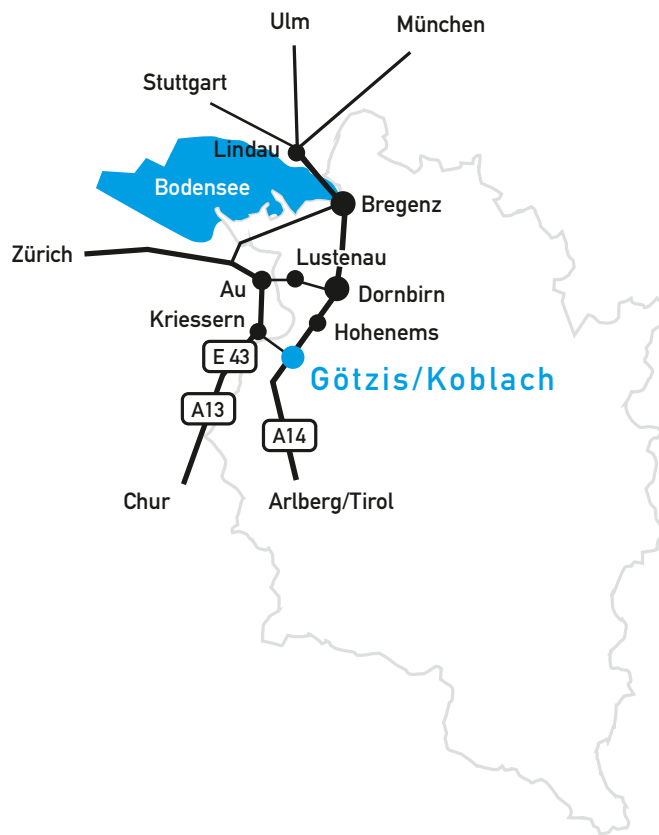 Ulm
München
Stuttgart
Lindau
Bodensee
Bregenz
Zürich
Lustenau
Au
Dornbirn
Kriessern
Hohenems
E 43
Götzis/Koblach
A13
A14
Chur
Arlberg/Tirol